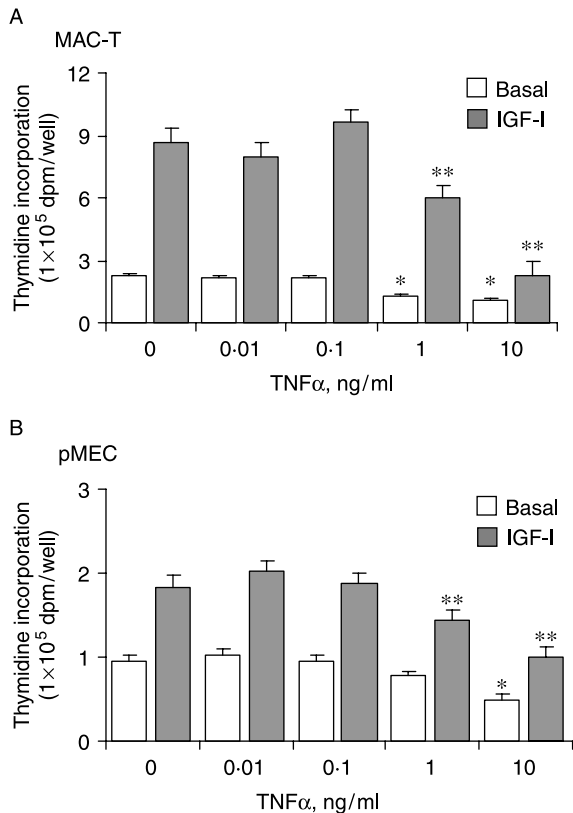 A
MAC-T
Thymidine incorporation
(1×10⁵ dpm/well)
12
9
6
3
0
Basal
IGF-I
**
**
*
*
0
0·01
0·1
1
10
TNFα, ng/ml
B
pMEC
Thymidine incorporation
(1×10⁵ dpm/well)
3
2
1
0
Basal
IGF-I
**
**
*
0
0·01
0·1
1
10
TNFα, ng/ml